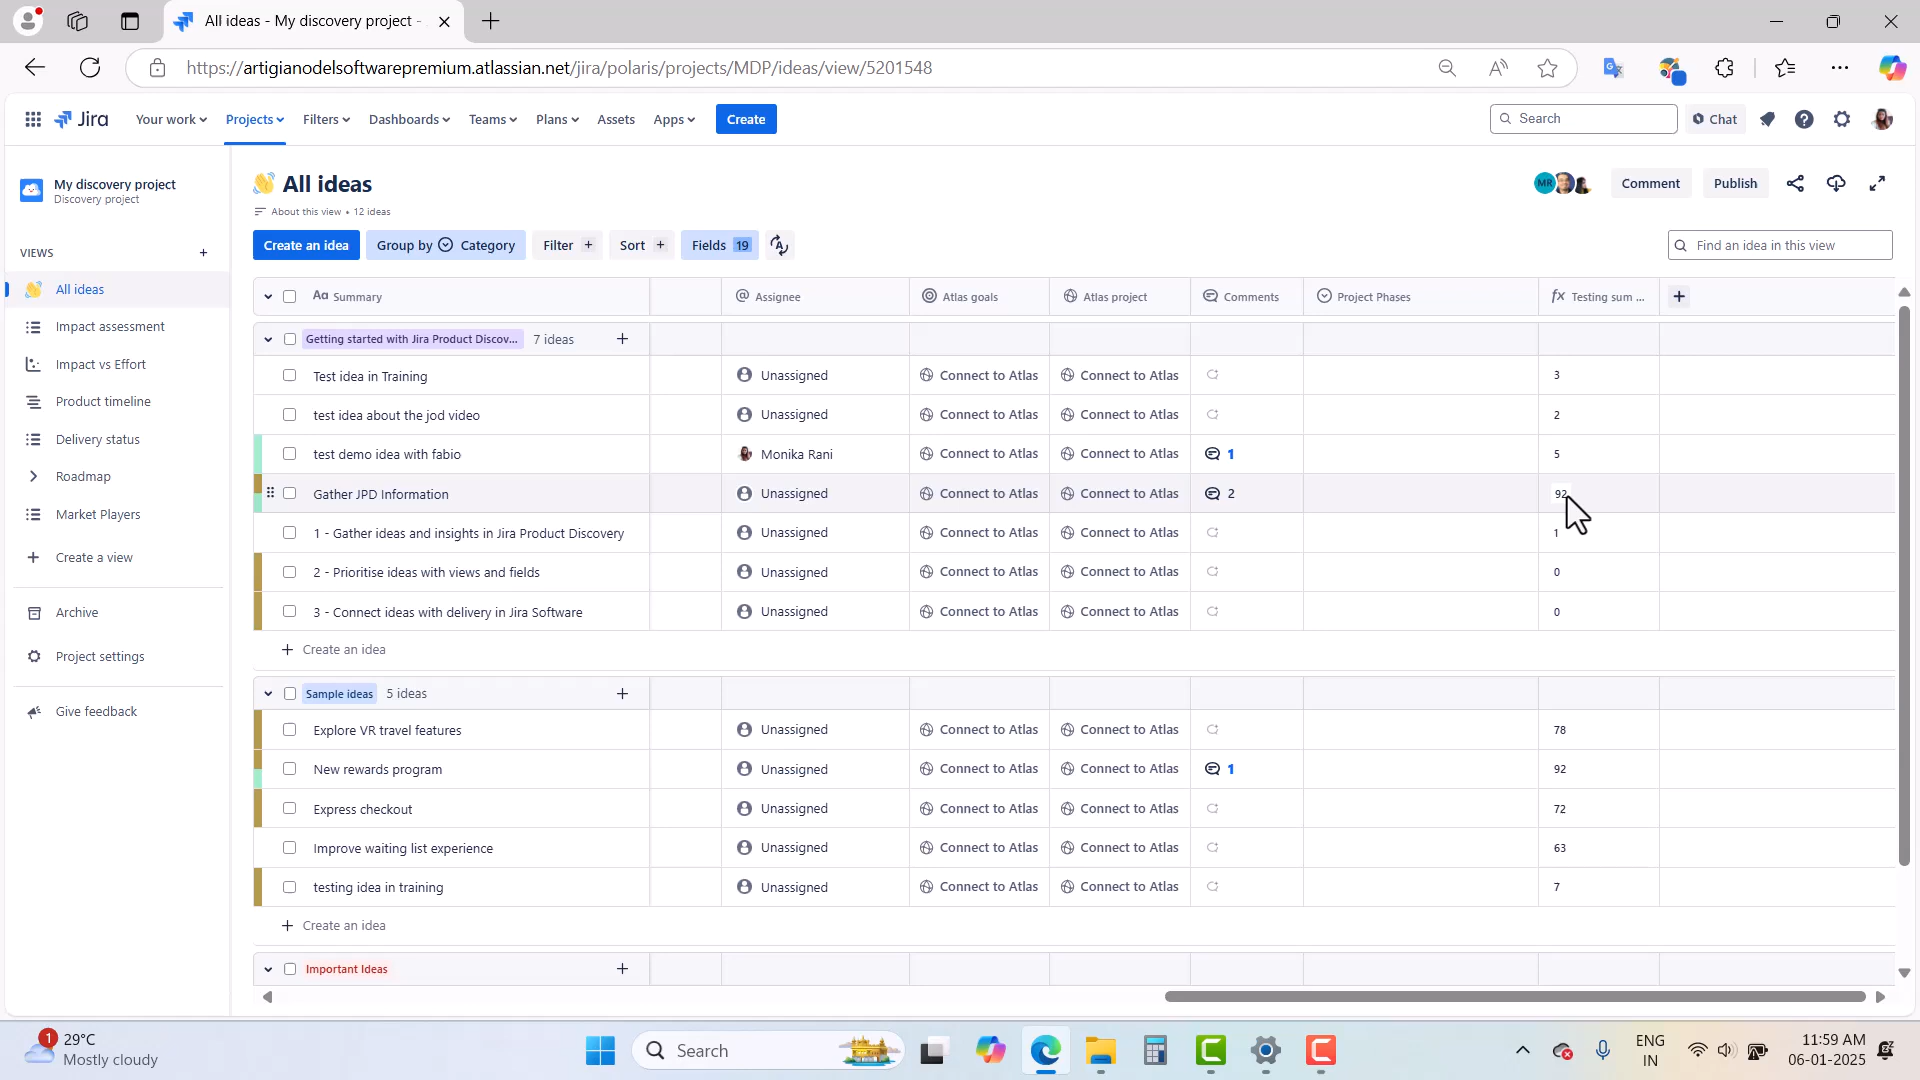 All ideas - My discovery project -
https://artigianodelsoftwarepremium.atlassian.net/jira/polaris/projects/MDP/ideas/view/5201548
Jira Your work Projects Filters Dashboards Teams Plans Assets Apps Create Search Chat
My discovery project
Discovery project
VIEWS
All ideas
Impact assessment
Impact vs Effort
Product timeline
Delivery status
Roadmap
Market Players
Create a view
Archive
Project settings
Give feedback
All ideas
About this view • 12 ideas
MR Comment Publish
Create an idea Group by Category Filter + Sort + Fields 19 Find an idea in this view
Aa Summary Assignee Atlas goals Atlas project Comments Project Phases fx Testing sum ...
Getting started with Jira Product Discov... 7 ideas
Test idea in Training Unassigned Connect to Atlas Connect to Atlas 3
test idea about the jod video Unassigned Connect to Atlas Connect to Atlas 2
test demo idea with fabio Monika Rani Connect to Atlas Connect to Atlas 1 5
Gather JPD Information Unassigned Connect to Atlas Connect to Atlas 2 92
1 - Gather ideas and insights in Jira Product Discovery Unassigned Connect to Atlas Connect to Atlas 1
2 - Prioritise ideas with views and fields Unassigned Connect to Atlas Connect to Atlas 0
3 - Connect ideas with delivery in Jira Software Unassigned Connect to Atlas Connect to Atlas 0
Create an idea
Sample ideas 5 ideas
Explore VR travel features Unassigned Connect to Atlas Connect to Atlas 78
New rewards program Unassigned Connect to Atlas Connect to Atlas 1 92
Express checkout Unassigned Connect to Atlas Connect to Atlas 72
Improve waiting list experience Unassigned Connect to Atlas Connect to Atlas 63
testing idea in training Unassigned Connect to Atlas Connect to Atlas 7
Create an idea
Important Ideas
1 29°C
Mostly cloudy
Search
ENG
IN
11:59 AM
06-01-2025